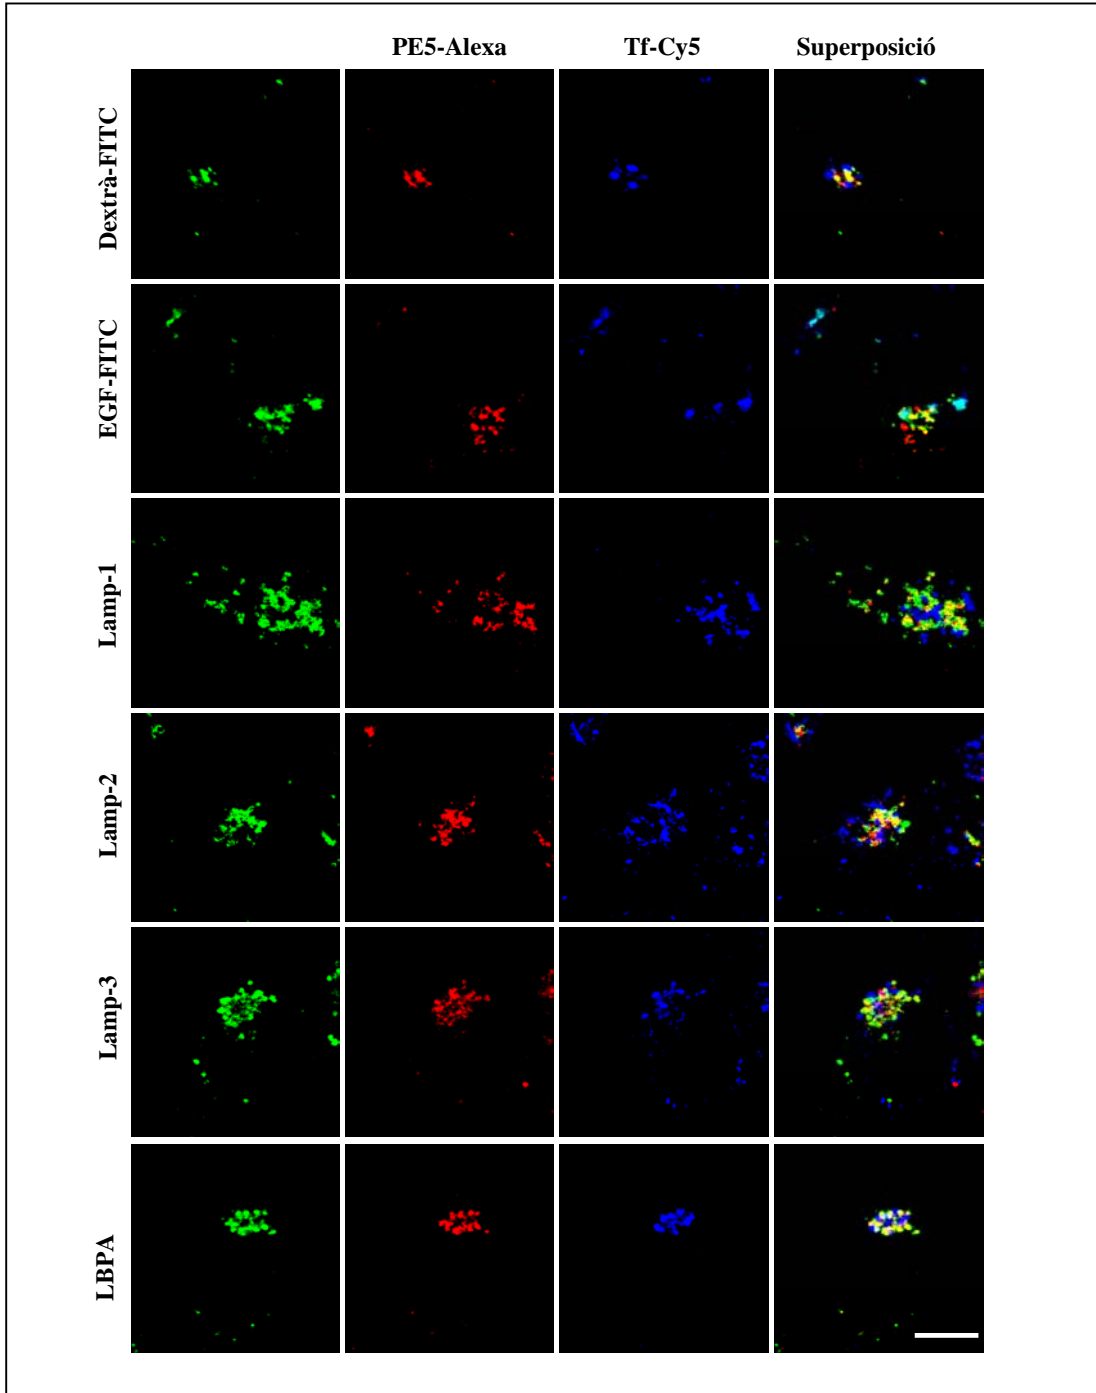 PE5-Alexa Tf-Cy5 Superposició
Dextrà-FITC
EGF-FITC
Lamp-1
Lamp-2
Lamp-3
LBPA